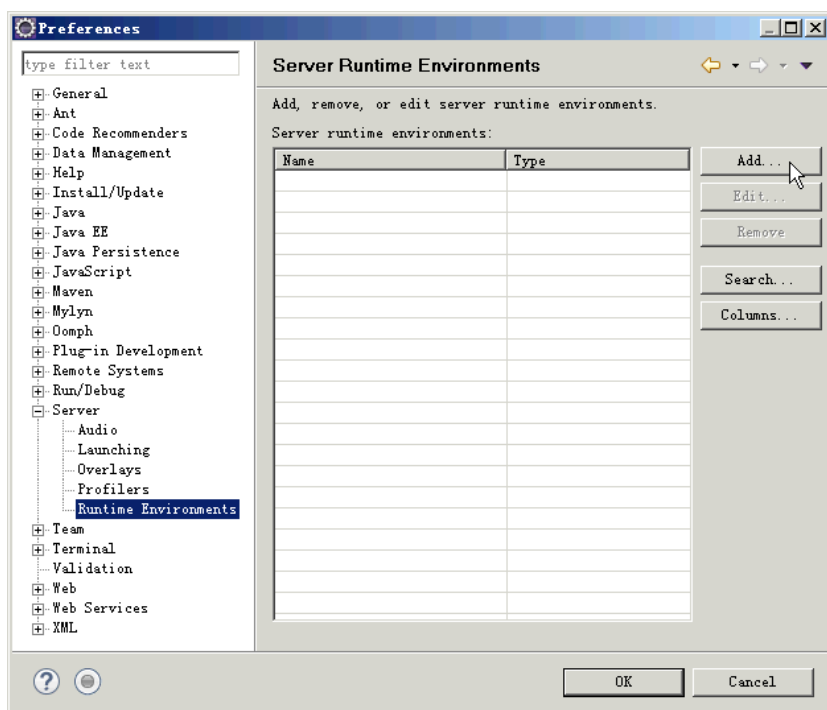 Preferences
type filter text
General
Ant
Code Recommenders
Data Management
Help
Install/Update
Java
Java EE
Java Persistence
JavaScript
Maven
Mylyn
Oomph
Plug-in Development
Remote Systems
Run/Debug
Server
Audio
Launching
Overlays
Profilers
Runtime Environments
Team
Terminal
Validation
Web
Web Services
XML
Server Runtime Environments
Add, remove, or edit server runtime environments.
Server runtime environments:
Name Type
Add...
Edit...
Remove
Search...
Columns...
OK Cancel